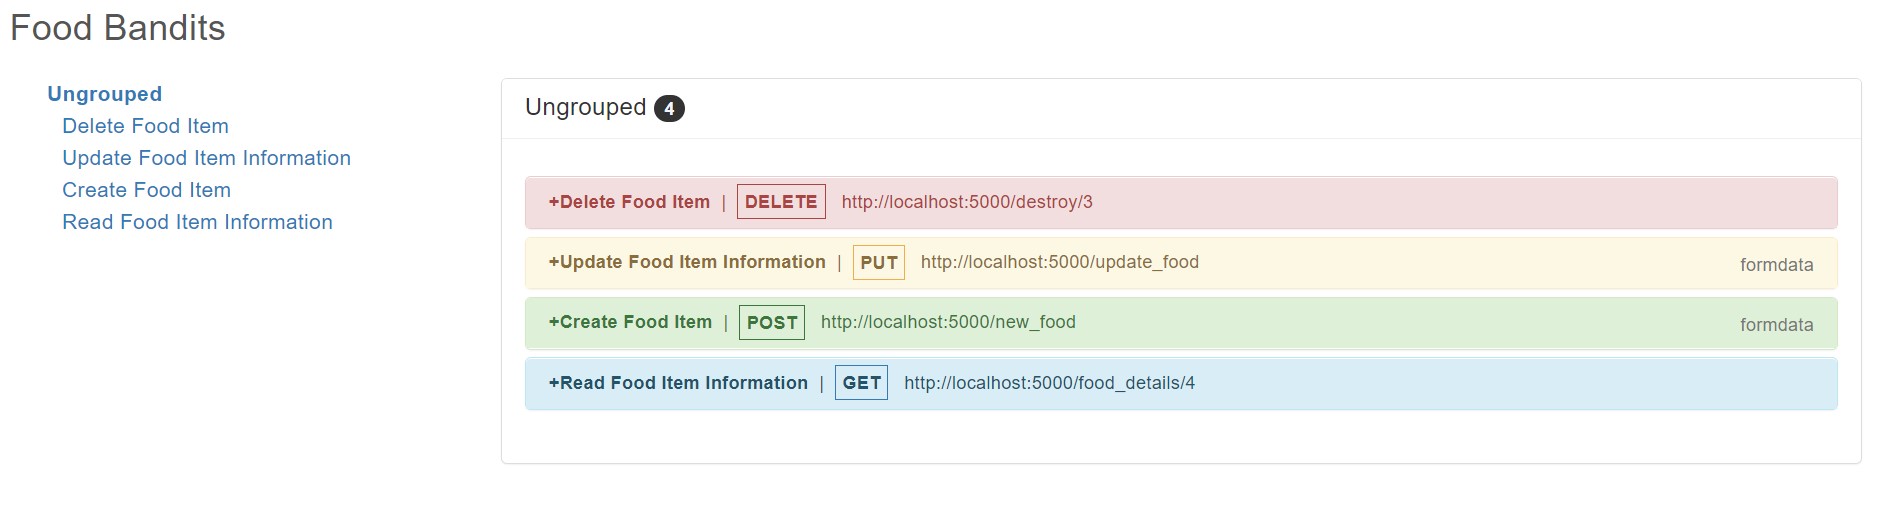 Food Bandits
Ungrouped
Delete Food Item
Update Food Item Information
Create Food Item
Read Food Item Information
Ungrouped 4
+Delete Food Item | DELETE http://localhost:5000/destroy/3
+Update Food Item Information | PUT http://localhost:5000/update_food formdata
+Create Food Item | POST http://localhost:5000/new_food formdata
+Read Food Item Information | GET http://localhost:5000/food_details/4